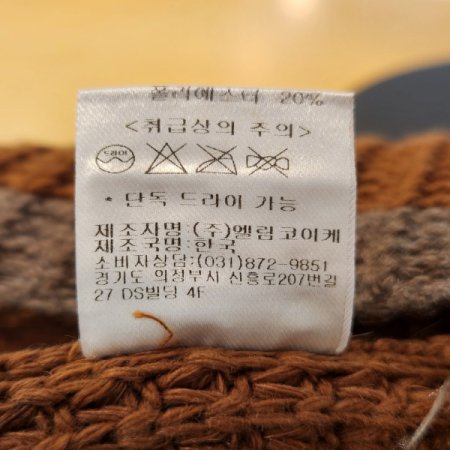 폴리에스터 20%
<취급상의 주의>
드라이
* 단독 드라이 가능
제조자명:(주)엘림코이케
제조국명:한국
소비자상담:(031)872-9851
경기도 의정부시 신흥로207번길
27 DS빌딩 4F